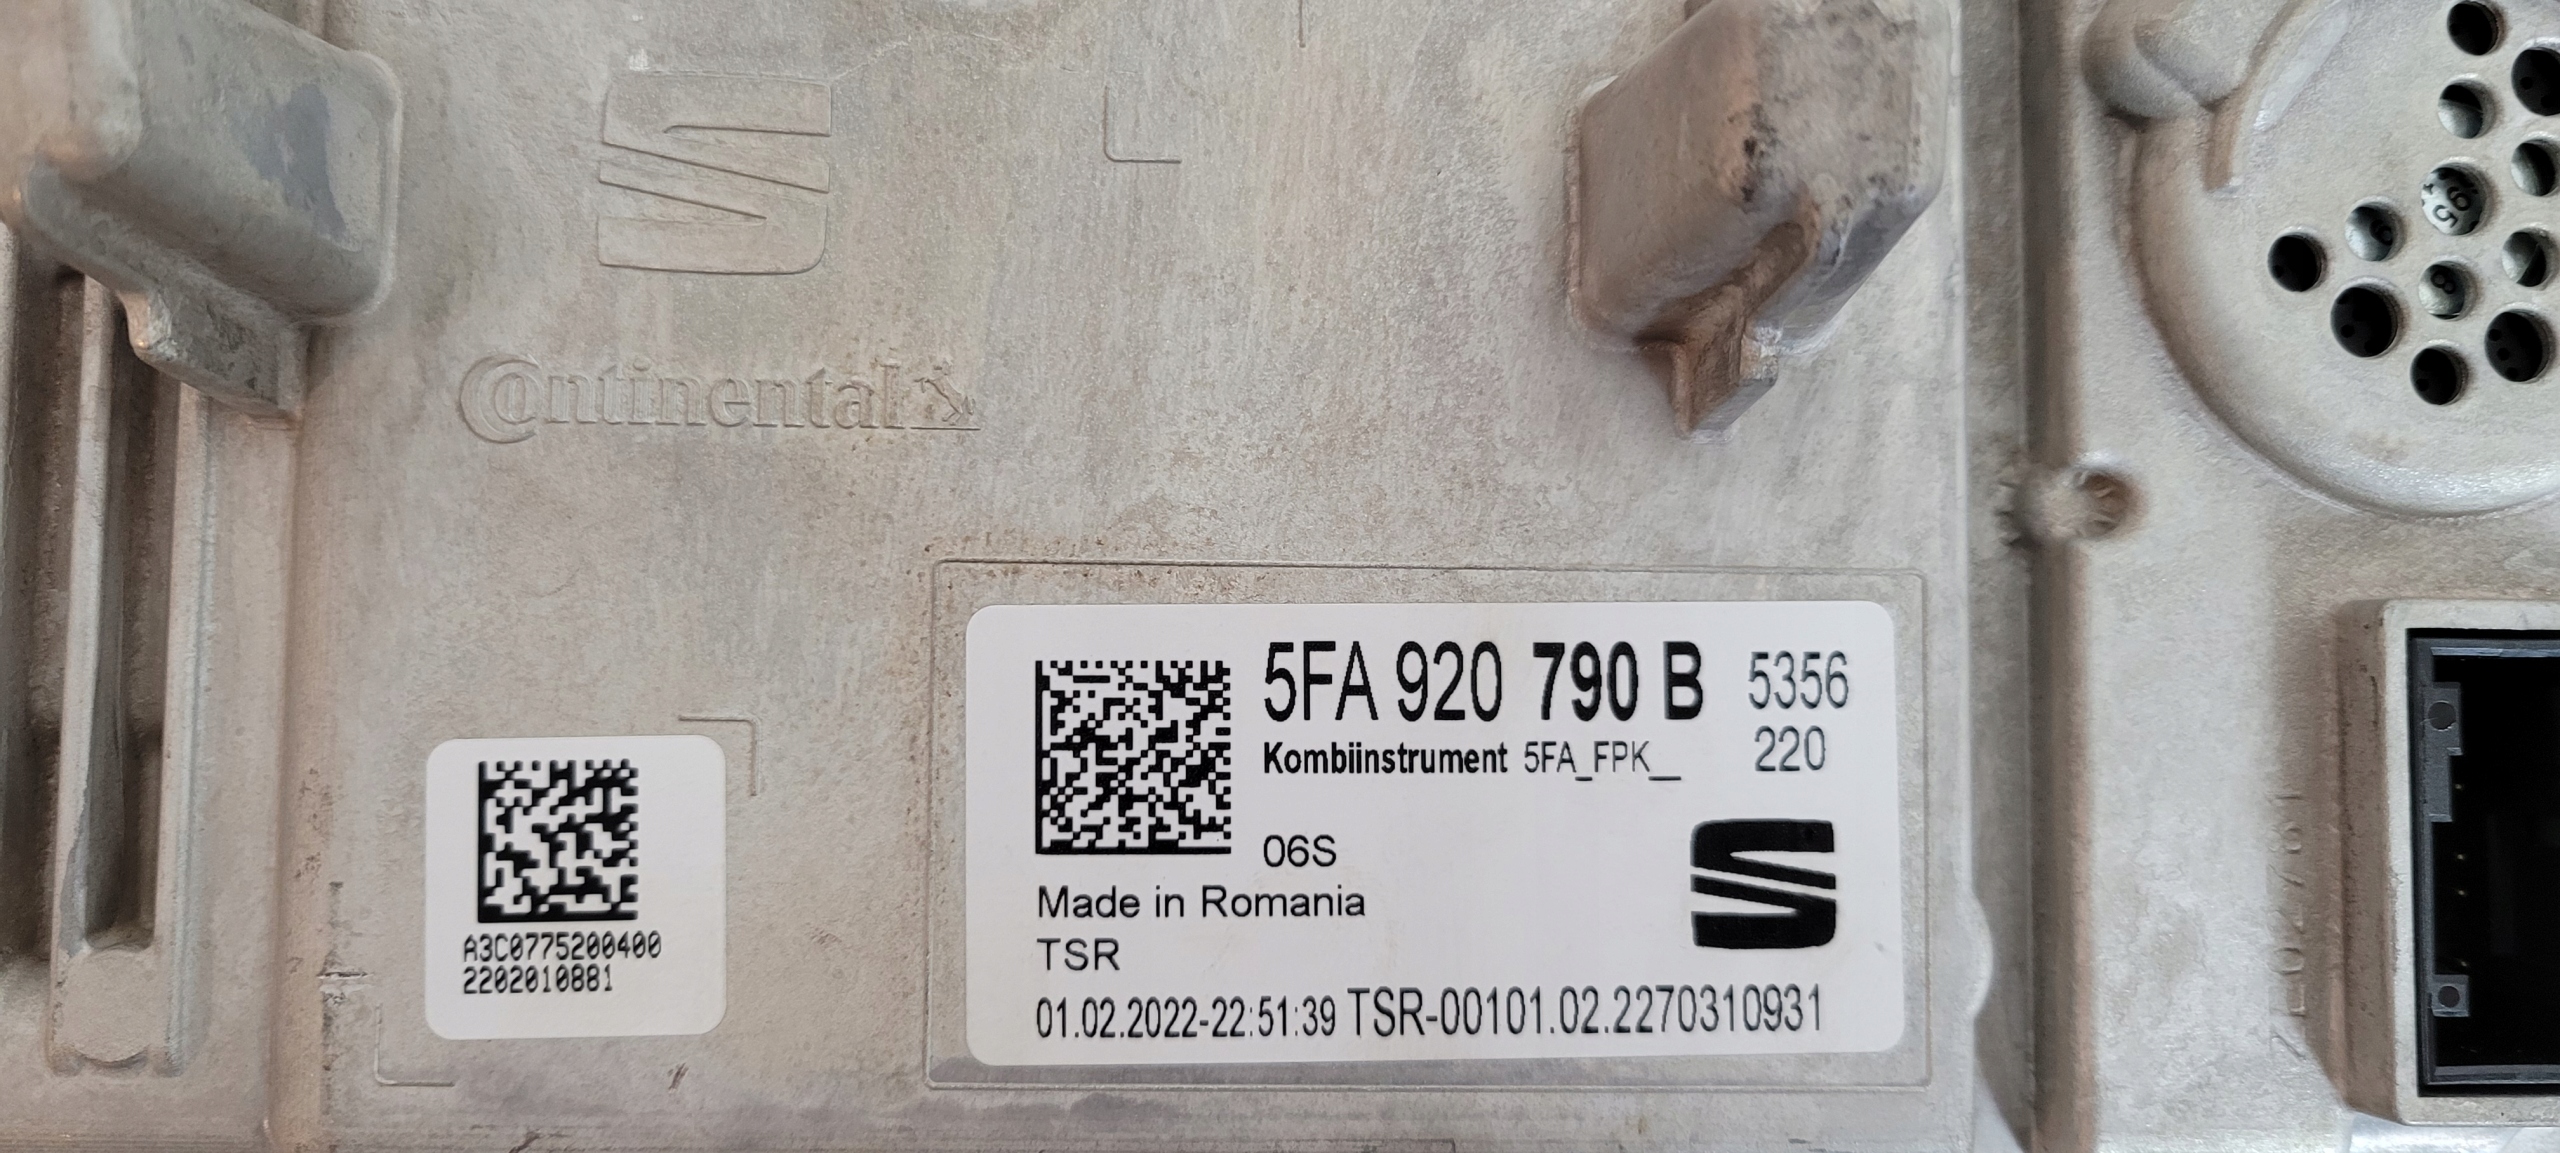 Continental
5FA 920 790 B 5356
Kombiinstrument 5FA_FPK__ 220
06S
Made in Romania
TSR
01.02.2022-22:51:39 TSR-00101.02.2270310931
A3C0775200400
2202010881